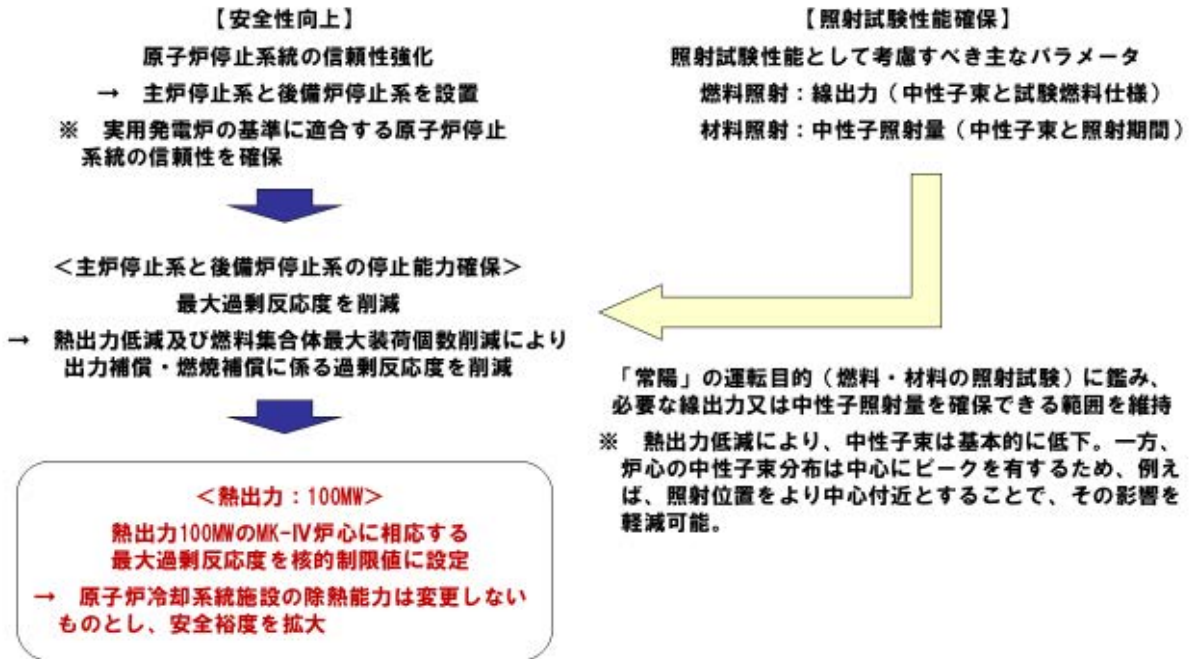 【安全性向上】
原子炉停止系統の信頼性強化
→ 主炉停止系と後備炉停止系を設置
※ 実用発電炉の基準に適合する原子炉停止
系統の信頼性を確保
＜主炉停止系と後備炉停止系の停止能力確保＞
最大過剰反応度を削減
→ 熱出力低減及び燃料集合体最大装荷個数削減により
出力補償・燃焼補償に係る過剰反応度を削減
＜熱出力：100MW＞
熱出力100MWのMK-Ⅳ炉心に相応する
最大過剰反応度を核的制限値に設定
→ 原子炉冷却系統施設の除熱能力は変更しない
ものとし、安全裕度を拡大
【照射試験性能確保】
照射試験性能として考慮すべき主なパラメータ
燃料照射：線出力（中性子束と試験燃料仕様）
材料照射：中性子照射量（中性子束と照射期間）
「常陽」の運転目的（燃料・材料の照射試験）に鑑み、
必要な線出力又は中性子照射量を確保できる範囲を維持
※ 熱出力低減により、中性子束は基本的に低下。一方、
炉心の中性子束分布は中心にピークを有するため、例え
ば、照射位置をより中心付近とすることで、その影響を
軽減可能。